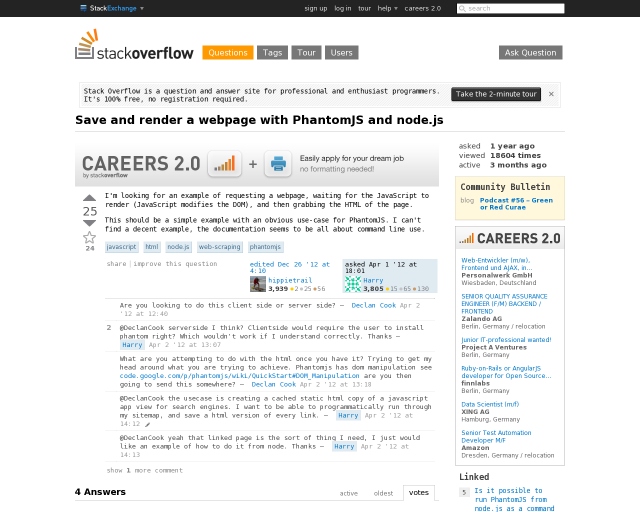 StackExchange
sign up log in tour help careers 2.0
search
stackoverflow
Questions Tags Tour Users Ask Question
Stack Overflow is a question and answer site for professional and enthusiast programmers.
It's 100% free, no registration required.
Take the 2-minute tour ×
Save and render a webpage with PhantomJS and node.js
CAREERS 2.0
by stackoverflow
+
Easily apply for your dream job
no formatting needed!
25
24
I'm looking for an example of requesting a webpage, waiting for the JavaScript to
render (JavaScript modifies the DOM), and then grabbing the HTML of the page.
This should be a simple example with an obvious use-case for PhantomJS. I can't
find a decent example, the documentation seems to be all about command line use.
javascript html node.js web-scraping phantomjs
share | improve this question
edited Dec 26 '12 at
4:10
hippietrail
3,939 2 25 56
asked Apr 1 '12 at
18:01
Harry
3,805 15 65 130
Are you looking to do this client side or server side? – Declan Cook Apr 2
'12 at 12:40
2 @DeclanCook serverside I think? Clientside would require the user to install
phantom right? Which wouldn't work if I understand correctly. Thanks –
Harry Apr 2 '12 at 13:07
What are you attempting to do with the html once you have it? Trying to get my
head around what you are trying to achieve. Phantomjs has dom manipulation see
code.google.com/p/phantomjs/wiki/QuickStart#DOM_Manipulation are you then
going to send this somewhere? – Declan Cook Apr 2 '12 at 13:10
@DeclanCook the usecase is creating a cached static html copy of a javascript
app view for search engines. I want to be able to programmatically run through
my sitemap, and save a html version of every link. – Harry Apr 2 '12 at
14:12
@DeclanCook yeah that linked page is the sort of thing I need, I just would
like an example of how to do it from node. Thanks – Harry Apr 2 '12 at
14:13
show 1 more comment
4 Answers
active oldest votes
asked 1 year ago
viewed 18604 times
active 3 months ago
Community Bulletin
blog Podcast #56 – Green
or Red Curae
CAREERS 2.0
Web-Entwickler (m/w),
Frontend und AJAX, in…
Personalwerk GmbH
Wiesbaden, Deutschland
SENIOR QUALITY ASSURANCE
ENGINEER (F/M) BACKEND /
FRONTEND
Zalando AG
Berlin, Germany / relocation
Junior IT-professional wanted!
Project A Ventures
Berlin, Germany
Ruby-on-Rails or AngularJS
developer for Open Source…
finnlabs
Berlin, Germany
Data Scientist (m/f)
XING AG
Hamburg, Germany
Senior Test Automation
Developer M/F
Amazon
Dresden, Germany / relocation
Linked
5 Is it possible to
run PhantomJS from
node.js as a command